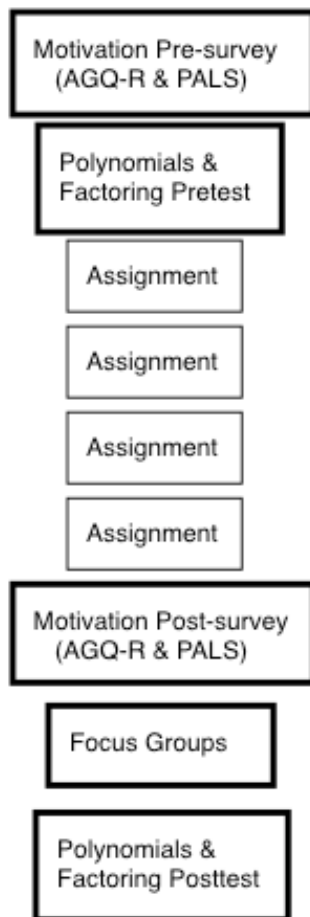 Motivation Pre-survey
(AGQ-R & PALS)
Polynomials &
Factoring Pretest
Assignment
Assignment
Assignment
Assignment
Motivation Post-survey
(AGQ-R & PALS)
Focus Groups
Polynomials &
Factoring Posttest